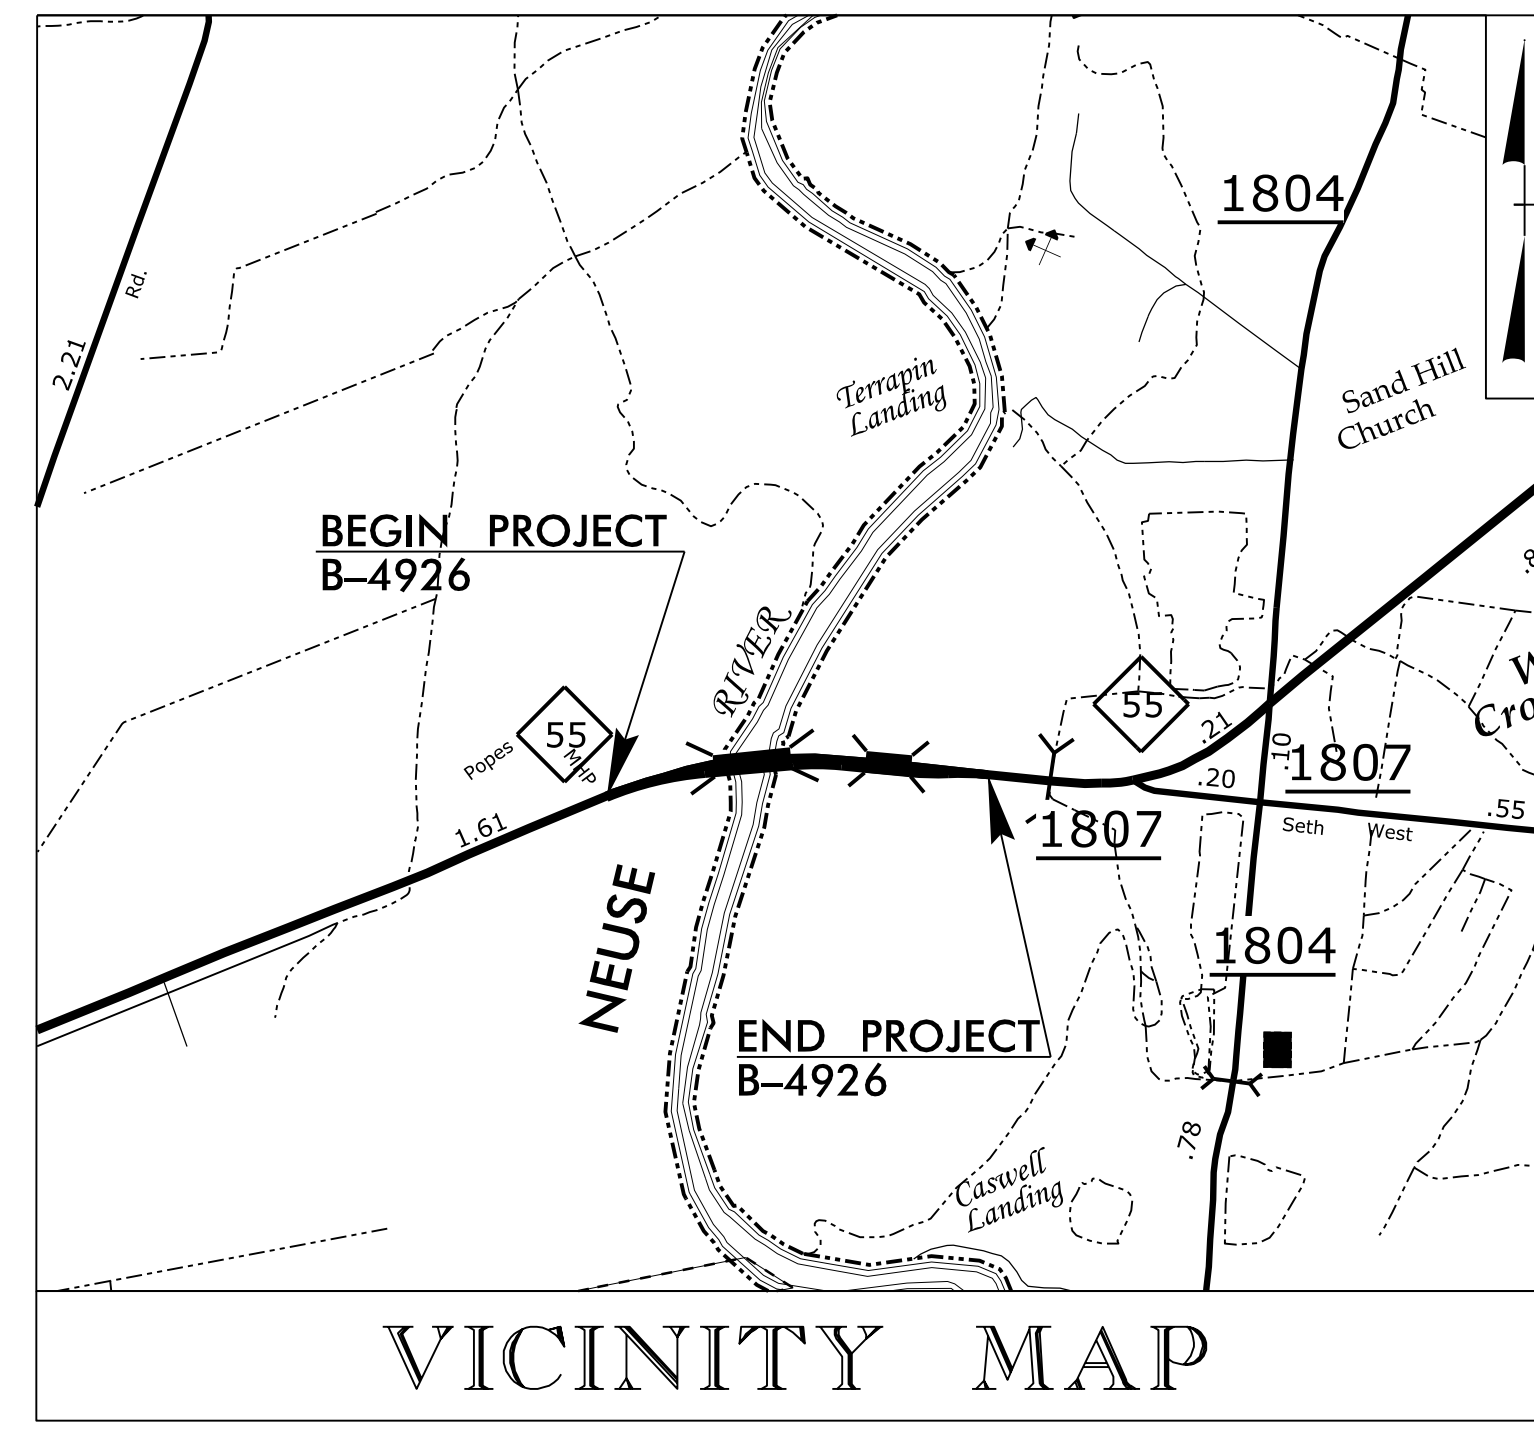 1804
Rd.
2.21
Terrapin
Landing
Sand Hill
Church
BEGIN PROJECT
B–4926
RIVER
55
Popes
MHP
55
.21
.10
1807
.20
.55
Seth West
1.61
1807
NEUSE
1804
END PROJECT
B–4926
.78
Caswell
Landing
VICINITY MAP